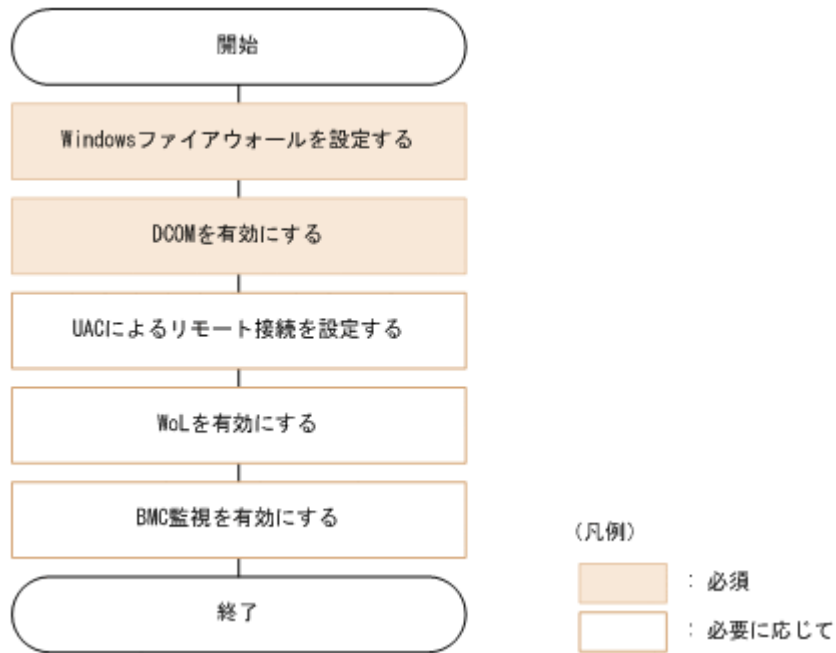 開始
Windowsファイアウォールを設定する
DCOMを有効にする
UACによるリモート接続を設定する
WoLを有効にする
BMC監視を有効にする
終了
（凡例）
：必須
：必要に応じて